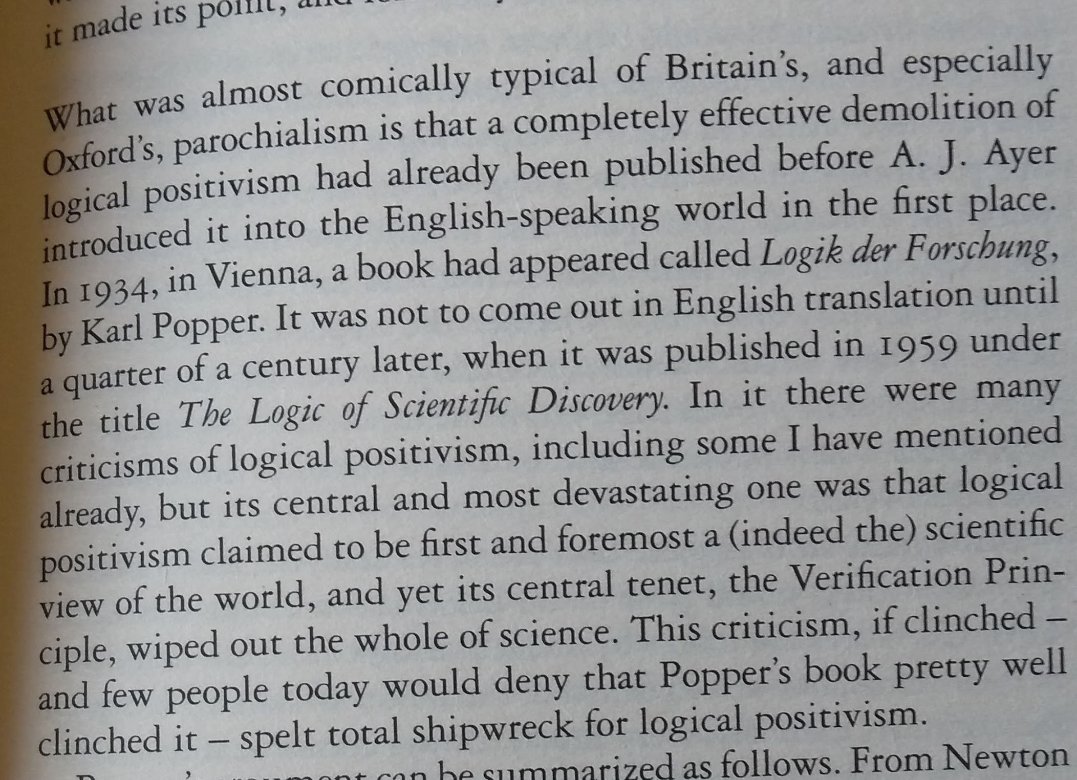 it made its point,
What was almost comically typical of Britain's, and especially
Oxford's, parochialism is that a completely effective demolition of
logical positivism had already been published before A. J. Ayer
introduced it into the English-speaking world in the first place.
In 1934, in Vienna, a book had appeared called Logik der Forschung,
by Karl Popper. It was not to come out in English translation until
a quarter of a century later, when it was published in 1959 under
the title The Logic of Scientific Discovery. In it there were many
criticisms of logical positivism, including some I have mentioned
already, but its central and most devastating one was that logical
positivism claimed to be first and foremost a (indeed the) scientific
view of the world, and yet its central tenet, the Verification Prin-
ciple, wiped out the whole of science. This criticism, if clinched –
and few people today would deny that Popper's book pretty well
clinched it – spelt total shipwreck for logical positivism.
can be summarized as follows. From Newton